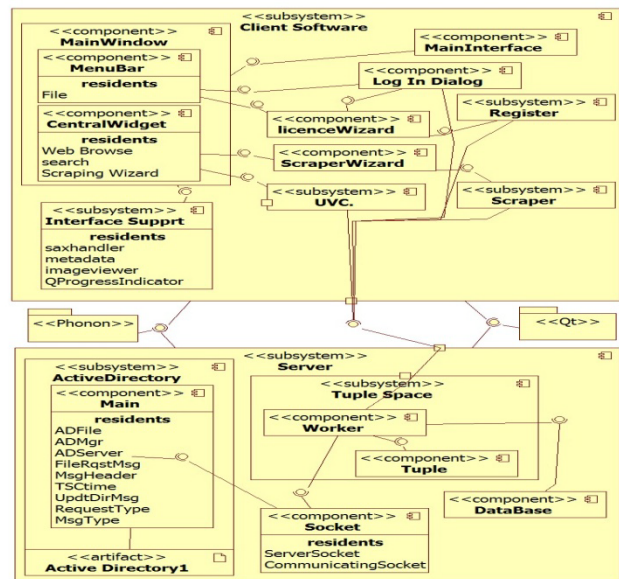 <<subsystem>>
Client Software
<<component>>
MainWindow
<<component>>
MenuBar
residents
File
<<component>>
CentralWidget
residents
Web Browse
search
Scraping Wizard
<<component>>
MainInterface
<<component>>
Log In Dialog
<<component>>
licenceWizard
<<subsystem>>
Register
<<component>>
ScraperWizard
<<subsystem>>
UVC.
<<subsystem>>
Scraper
<<subsystem>>
Interface Supprt
residents
saxhandler
metadata
imageviewer
QProgressIndicator
<<Phonon>>
<<Qt>>
<<subsystem>>
Server
<<subsystem>>
ActiveDirectory
<<component>>
Main
residents
ADFile
ADMgr
ADServer
FileRqstMsg
MsgHeader
TSCtime
UpdtDirMsg
RequestType
MsgType
<<artifact>>
Active Directory1
<<subsystem>>
Tuple Space
<<component>>
Worker
<<component>>
Tuple
<<component>>
DataBase
<<component>>
Socket
residents
ServerSocket
CommunicatingSocket